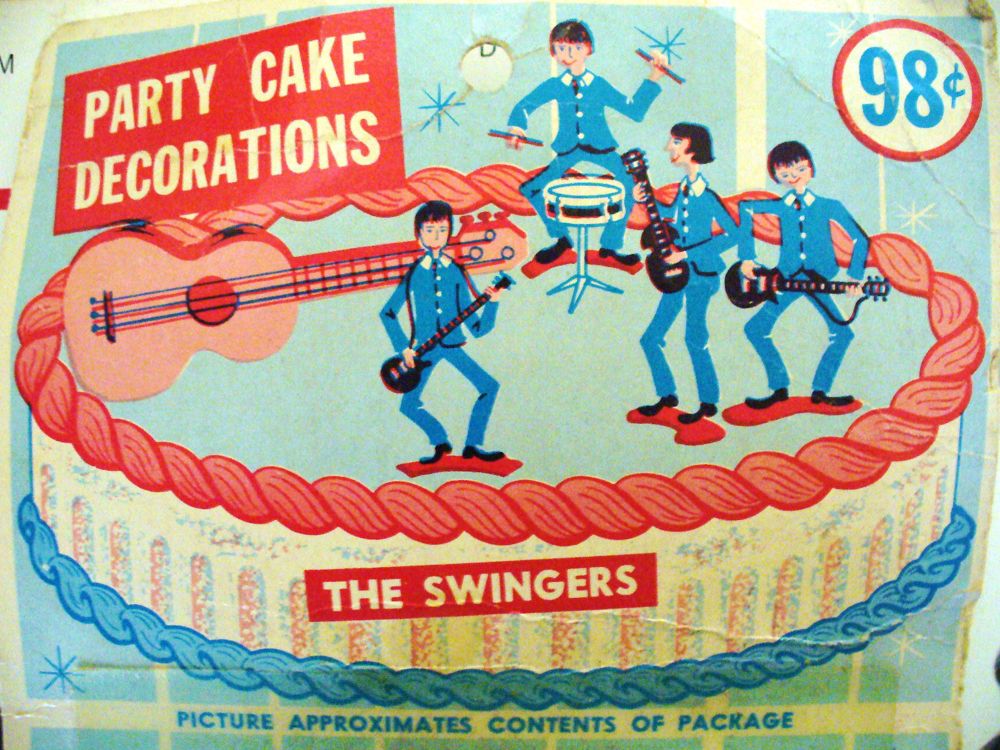 M
D
PARTY CAKE
DECORATIONS
98¢
THE SWINGERS
PICTURE APPROXIMATES CONTENTS OF PACKAGE